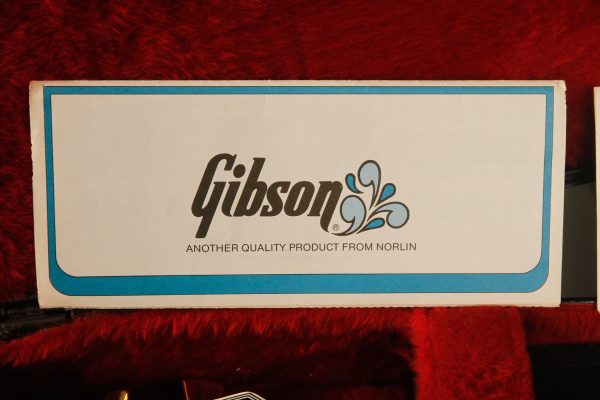 Gibson®
ANOTHER QUALITY PRODUCT FROM NORLIN